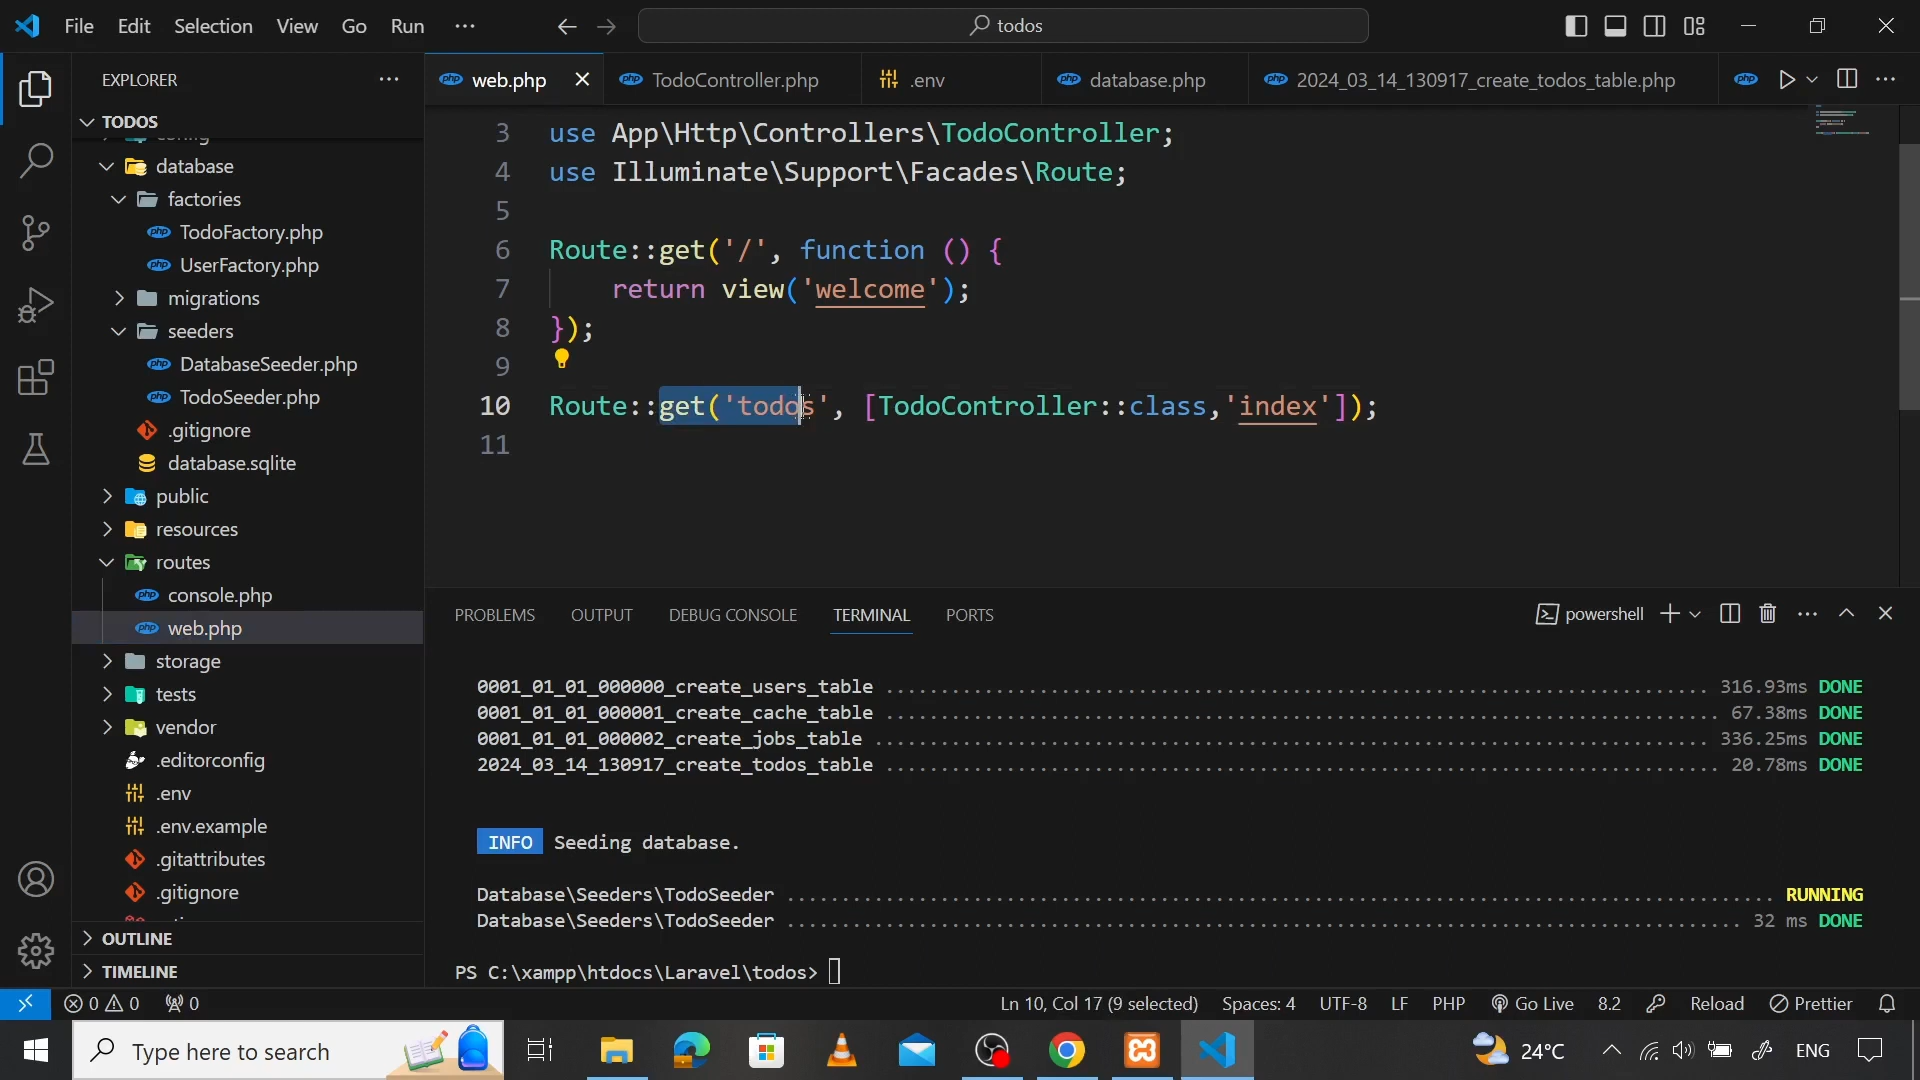 File Edit Selection View Go Run ···
todos
EXPLORER
TODOS
database
factories
TodoFactory.php
UserFactory.php
migrations
seeders
DatabaseSeeder.php
TodoSeeder.php
.gitignore
database.sqlite
public
resources
routes
console.php
web.php
storage
tests
vendor
.editorconfig
.env
.env.example
.gitattributes
.gitignore
OUTLINE
TIMELINE
web.php TodoController.php .env database.php 2024_03_14_130917_create_todos_table.php
3 use App\Http\Controllers\TodoController;
4 use Illuminate\Support\Facades\Route;
5
6 Route::get('/', function () {
7 return view('welcome');
8 });
9
10 Route::get('todos', [TodoController::class,'index']);
11
PROBLEMS OUTPUT DEBUG CONSOLE TERMINAL PORTS
powershell
0001_01_01_000000_create_users_table ........ 316.93ms DONE
0001_01_01_000001_create_cache_table ........ 67.38ms DONE
0001_01_01_000002_create_jobs_table ........ 336.25ms DONE
2024_03_14_130917_create_todos_table ........ 20.78ms DONE
INFO Seeding database.
Database\Seeders\TodoSeeder ........ RUNNING
Database\Seeders\TodoSeeder ........ 32 ms DONE
PS C:\xampp\htdocs\Laravel\todos>
0 0 0 Ln 10, Col 17 (9 selected) Spaces: 4 UTF-8 LF PHP Go Live 8.2 Reload Prettier
Type here to search
24°C ENG